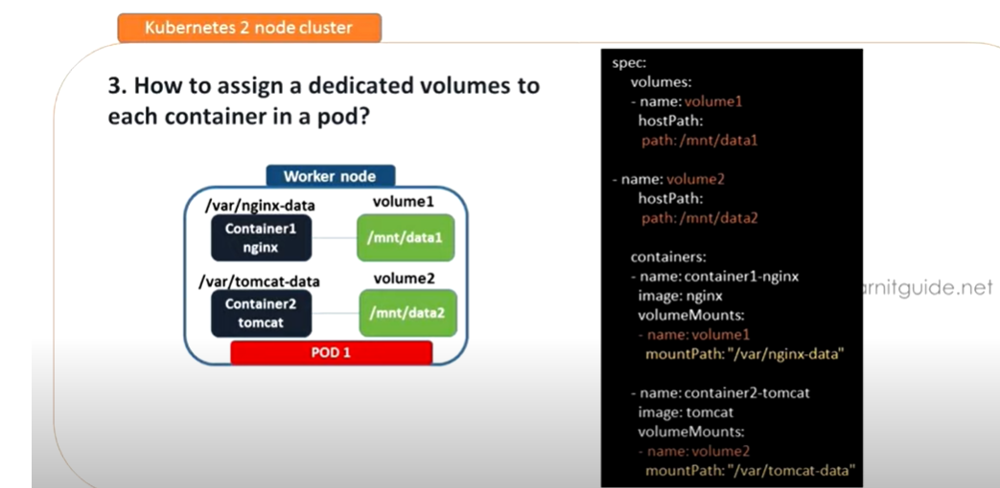 Kubernetes 2 node cluster
3. How to assign a dedicated volumes to
each container in a pod?
Worker node
/var/nginx-data
volume1
Container1
nginx
/mnt/data1
/var/tomcat-data
volume2
Container2
tomcat
/mnt/data2
POD 1
spec:
volumes:
- name: volume1
hostPath:
path: /mnt/data1
- name: volume2
hostPath:
path: /mnt/data2
containers:
- name: container1-nginx
image: nginx
volumeMounts:
- name: volume1
mountPath: "/var/nginx-data"
- name: container2-tomcat
image: tomcat
volumeMounts:
- name: volume2
mountPath: "/var/tomcat-data"
rnitguide.net